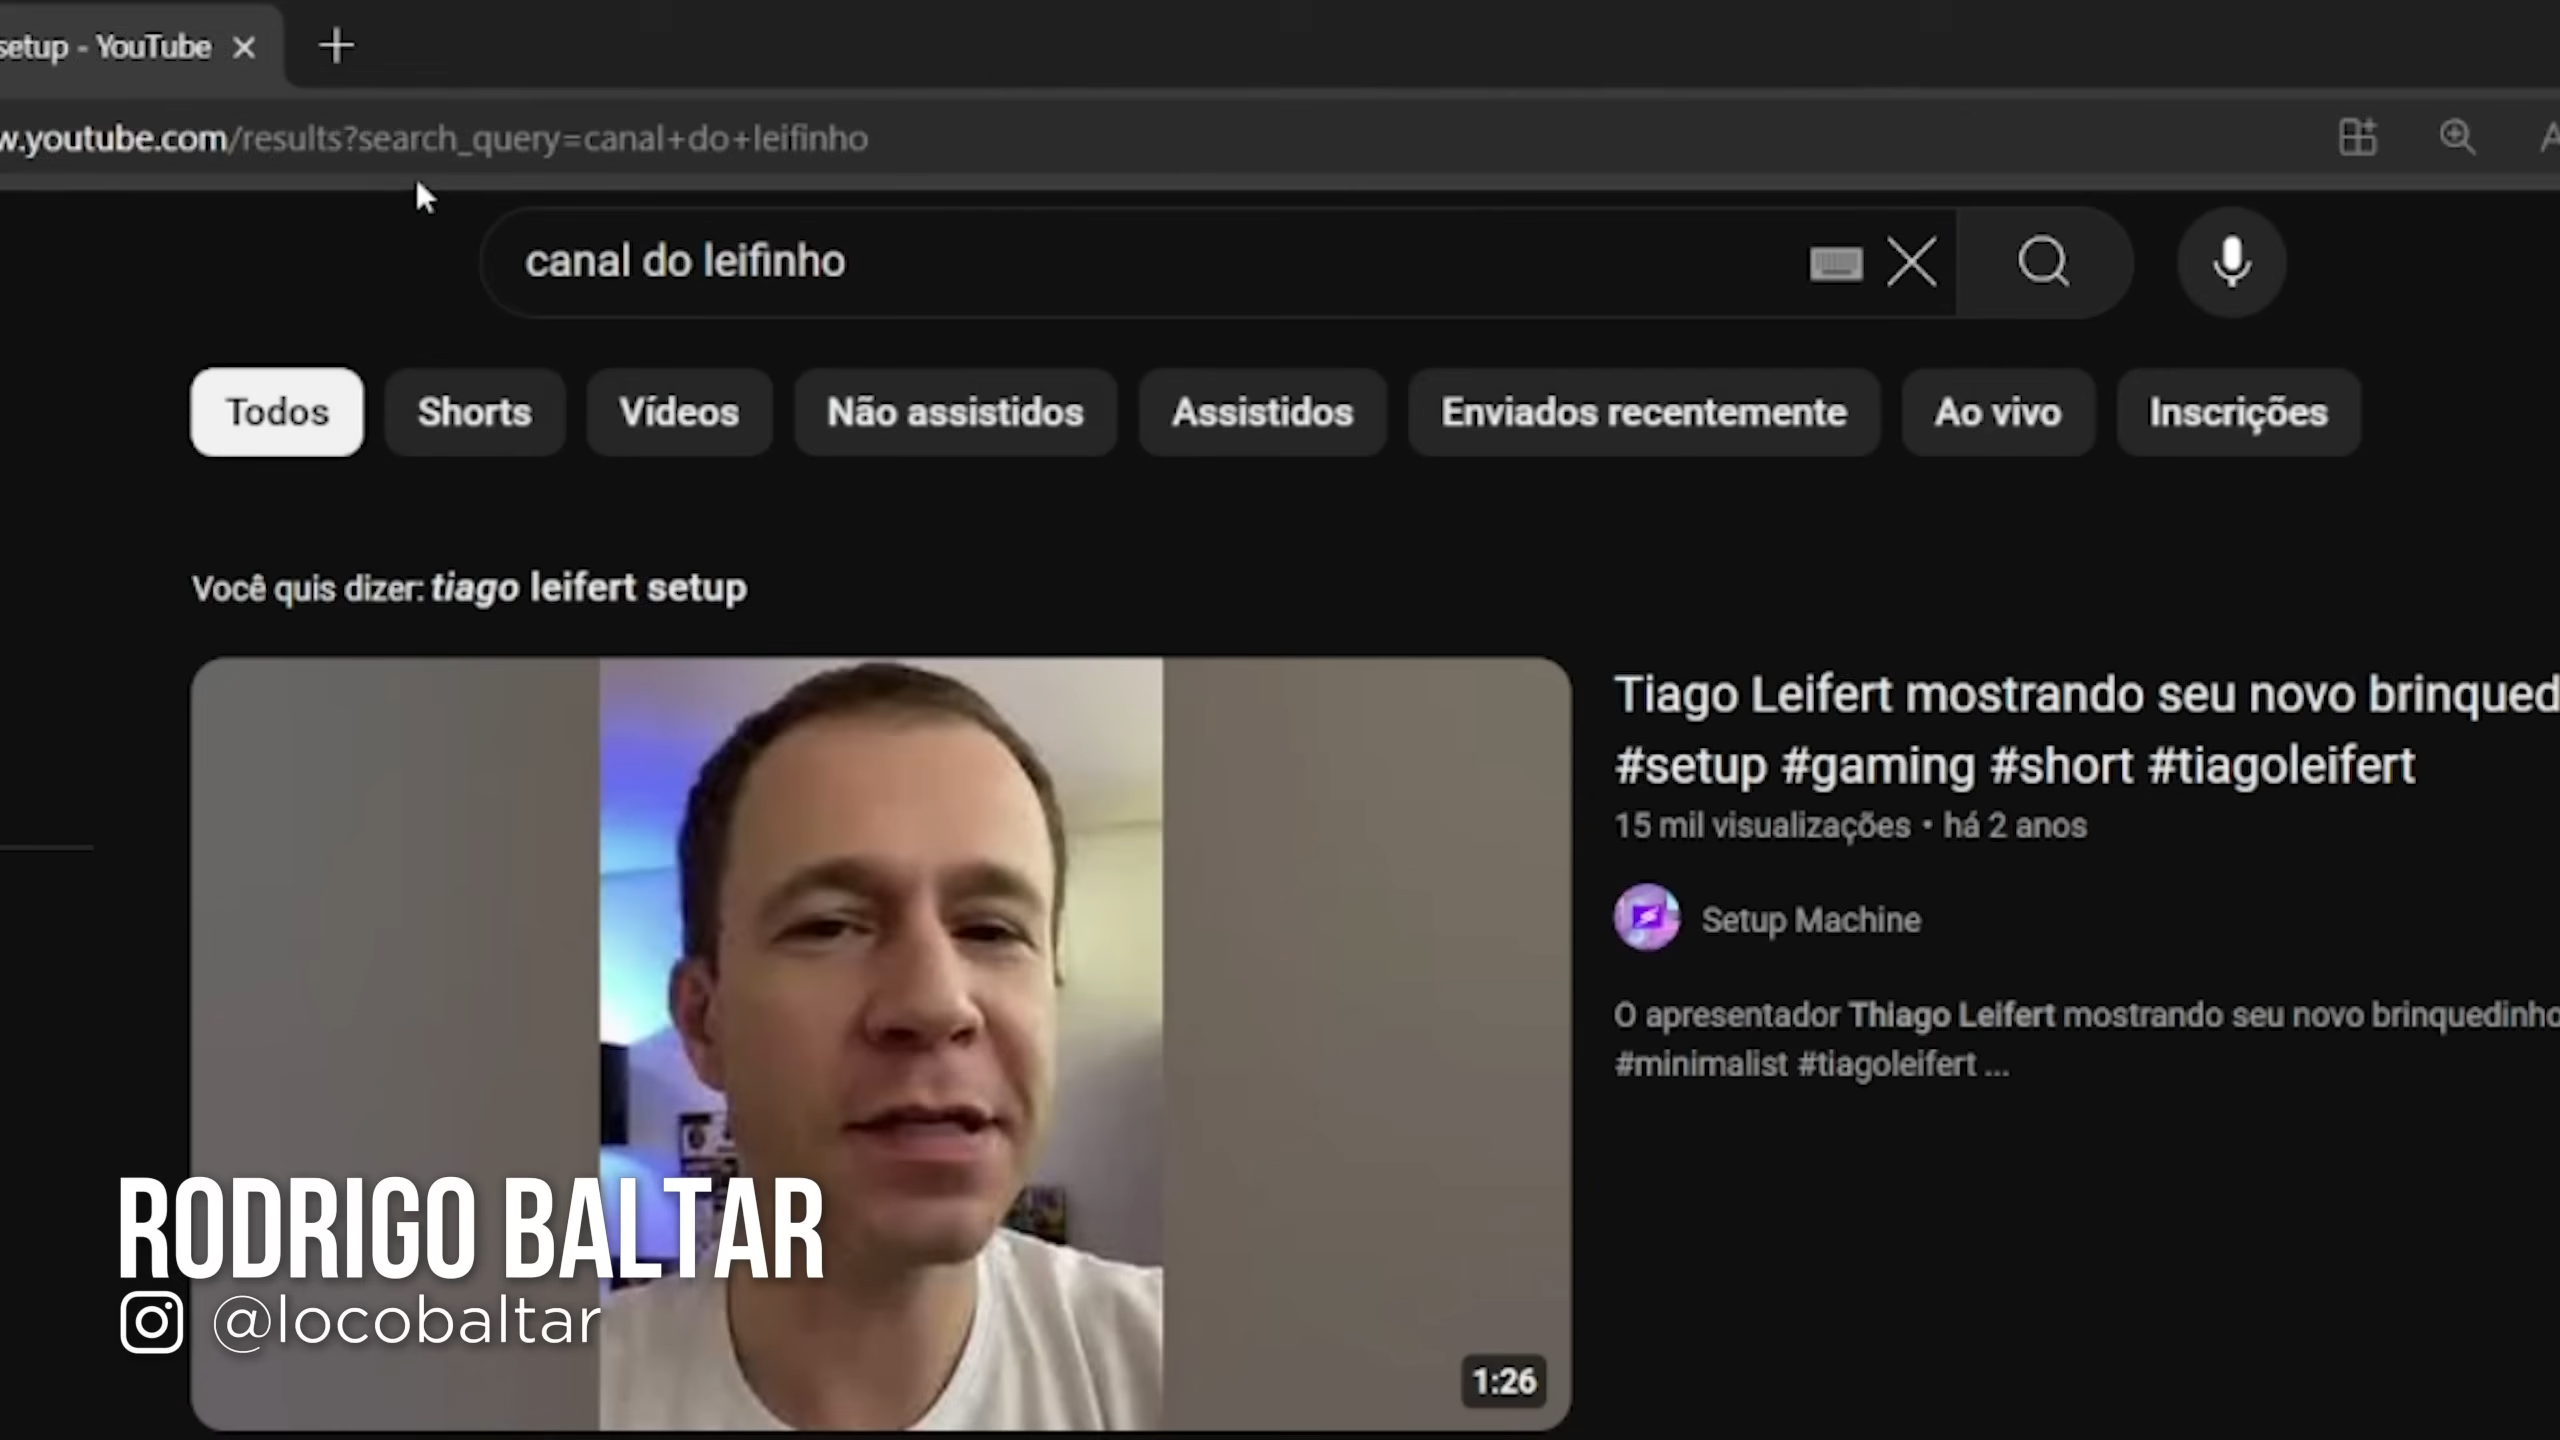 setup - YouTube
w.youtube.com/results?search_query=canal+do+leifinho
canal do leifinho
Todos
Shorts
Vídeos
Não assistidos
Assistidos
Enviados recentemente
Ao vivo
Inscrições
Você quis dizer: tiago leifert setup
Tiago Leifert mostrando seu novo brinqued
#setup #gaming #short #tiagoleifert
15 mil visualizações • há 2 anos
Setup Machine
O apresentador Thiago Leifert mostrando seu novo brinquedinho
#minimalist #tiagoleifert ...
1:26
RODRIGO BALTAR
@locobaltar